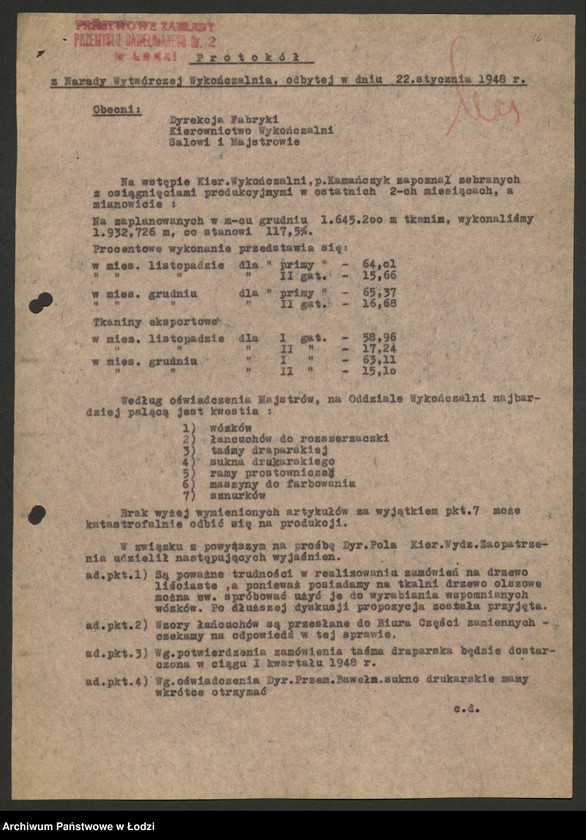 PAŃSTWOWE ZAKŁADY
PRZEMYSŁU BAWEŁNIANEGO Nr. 2
w ŁODZI
16
Protokół
z Narady Wytwórczej Wykończalnia, odbytej w dniu 22.stycznia 1948 r.
Obecni:
Dyrekcja Fabryki
Kierownictwo Wykończalni
Salowi i Majstrowie
Na wstępie Kier.Wykończalni,p.Kamańczyk zapoznał zebranych
z osiągnięciami produkcyjnymi w ostatnich 2-ch miesiącach, a
mianowicie :
Na zaplanowanych w m-cu grudniu 1.645.200 m tkanin, wykonaliśmy
1.932,726 m, co stanowi 117,5%.
Procentowe wykonanie przedstawia się:
w mies. listopadzie dla " primy " - 64,01
" " " " II gat. - 15,66
w mies. grudniu dla " primy " - 65,37
" " " " II gat. - 16,68
Tkaniny eksportowe
w mies. listopadzie dla I gat. - 58,96
" " " II " - 17,24
w mies. grudniu " I " - 63,11
" " " II " - 15,10
Według oświadczenia Majstrów, na Oddziale Wykończalni najbar-
dziej palącą jest kwestia :
1) wózków
2) łańcuchów do rozszerzaczki
3) taśmy draparskiej
4) sukna drukarskiego
5) ramy prostowniczej
6) maszyny do farbowania
7) sznurków
Brak wyżej wymienionych artykułów za wyjątkiem pkt.7 może
katastrofalnie odbić się na produkcji.
W związku z powyższym na prośbę Dyr.Pola Kier.Wydz.Zaopatrze-
nia udzielił następujących wyjaśnien.
ad.pkt.1) Są poważne trudności w realizowaniu zamówień na drzewo
liściaste ,a ponieważ posiadamy na tkalni drzewo olszowe
można ew. spróbować użyć je do wyrabiania wspomnianych
wózków. Po dłuższej dyskusji propozycja została przyjęta.
ad.pkt.2) Wzory łańcuchów są przesłane do Biura Części zamiennych -
czekamy na odpowiedź w tej sprawie.
ad.pkt.3) Wg.potwierdzenia zamówienia taśma draparska będzie dostar-
czona w ciągu I kwartału 1948 r.
ad.pkt.4) Wg.oświadczenia Dyr.Przem.Bawełn.sukno drukarskie mamy
wkrótce otrzymać
c.d.
Archiwum Państwowe w Łodzi